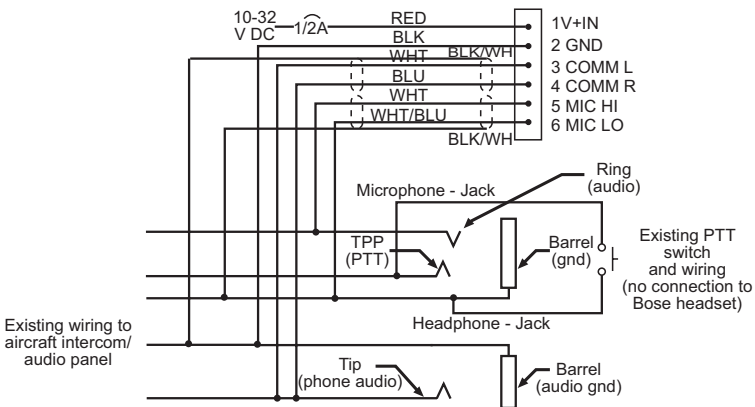 10-32
V DC
1/2A
RED
1V+IN
BLK
2 GND
WHT
BLK/WH
3 COMM L
BLU
4 COMM R
WHT
5 MIC HI
WHT/BLU
6 MIC LO
BLK/WH
Ring
(audio)
Microphone - Jack
TPP
(PTT)
Barrel
(gnd)
Existing PTT
switch
and wiring
(no connection to
Bose headset)
Existing wiring to
aircraft intercom/
audio panel
Headphone - Jack
Tip
(phone audio)
Barrel
(audio gnd)